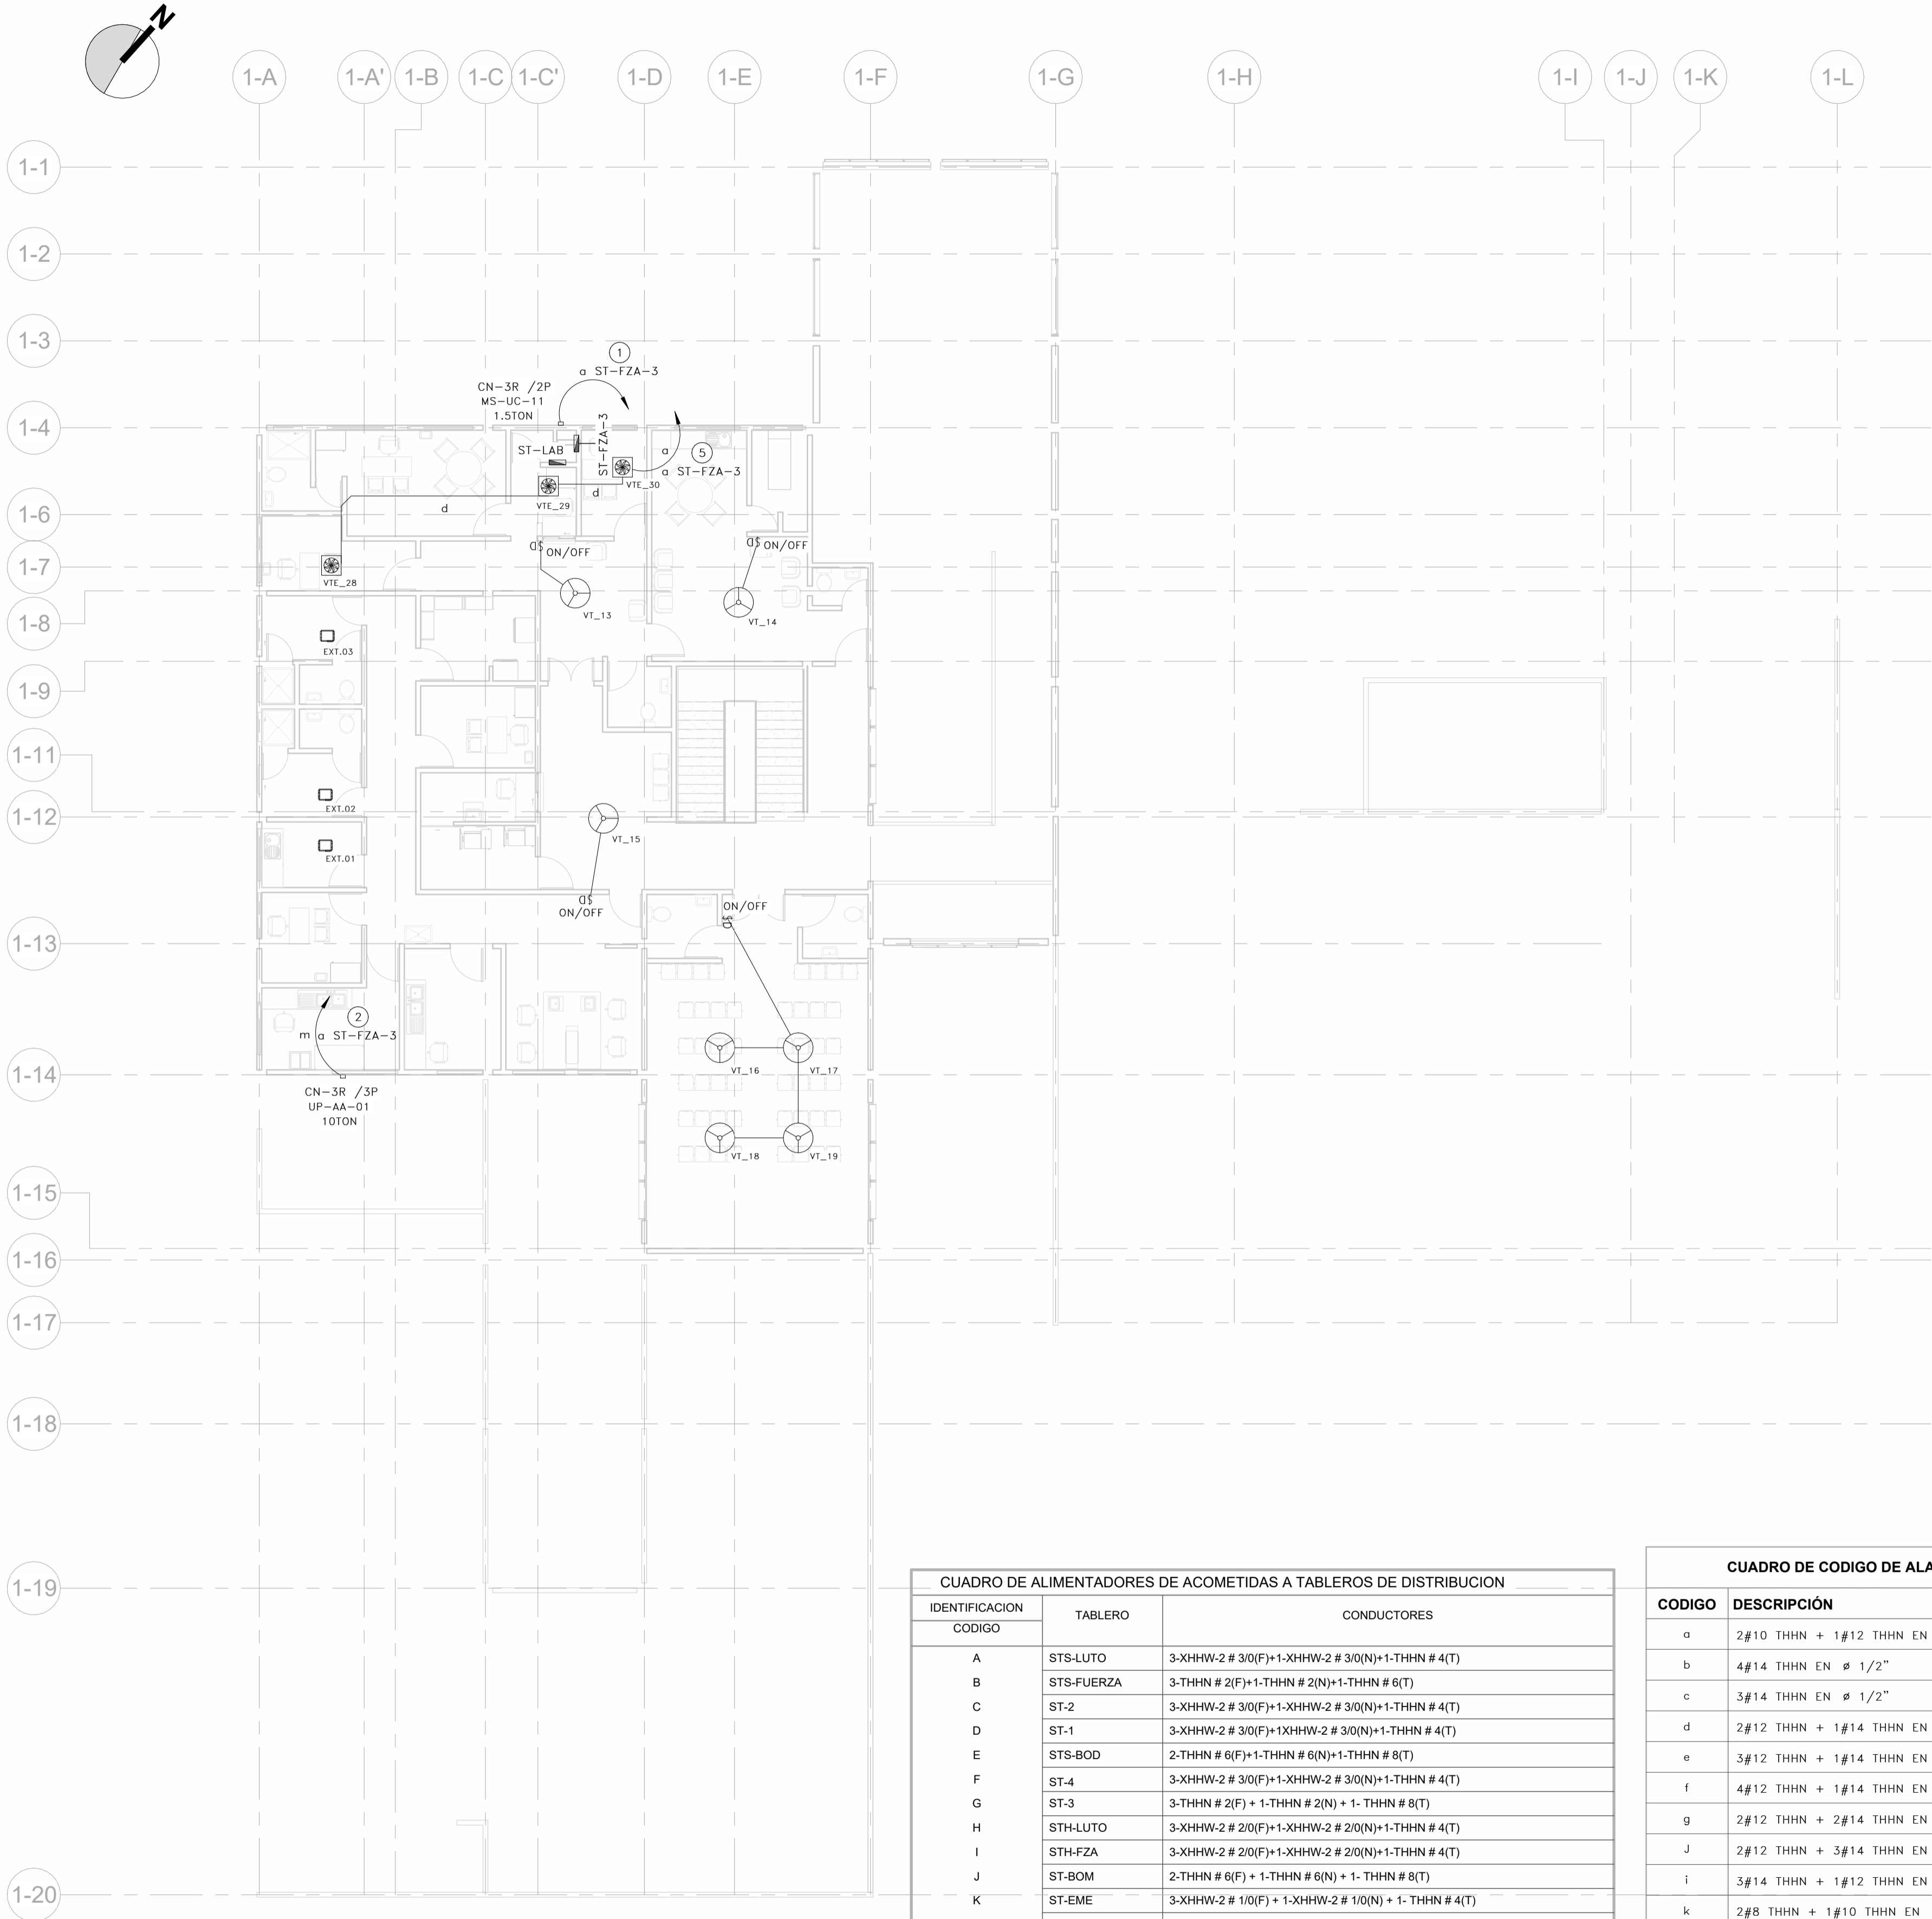 N
1-A
1-A'
1-B
1-C
1-C'
1-D
1-E
1-F
1-G
1-H
1-I
1-J
1-K
1-L
1-1
1-2
1-3
1-4
1-6
1-7
1-8
1-9
1-11
1-12
1-13
1-14
1-15
1-16
1-17
1-18
1-19
1-20
1
a ST-FZA-3
CN-3R /2P
MS-UC-11
1.5TON
ST-FZA-3
ST-LAB
a
5
a ST-FZA-3
VTE_30
d
VTE_29
d
VTE_28
ON/OFF
ON/OFF
VT_13
VT_14
EXT.03
EXT.02
EXT.01
VT_15
ON/OFF
ON/OFF
2
m a ST-FZA-3
CN-3R /3P
UP-AA-01
10TON
VT_16
VT_17
VT_18
VT_19
CUADRO DE ALIMENTADORES DE ACOMETIDAS A TABLEROS DE DISTRIBUCION
IDENTIFICACION
CODIGO
TABLERO
CONDUCTORES
A STS-LUTO 3-XHHW-2 # 3/0(F)+1-XHHW-2 # 3/0(N)+1-THHN # 4(T)
B STS-FUERZA 3-THHN # 2(F)+1-THHN # 2(N)+1-THHN # 6(T)
C ST-2 3-XHHW-2 # 3/0(F)+1-XHHW-2 # 3/0(N)+1-THHN # 4(T)
D ST-1 3-XHHW-2 # 3/0(F)+1XHHW-2 # 3/0(N)+1-THHN # 4(T)
E STS-BOD 2-THHN # 6(F)+1-THHN # 6(N)+1-THHN # 8(T)
F ST-4 3-XHHW-2 # 3/0(F)+1-XHHW-2 # 3/0(N)+1-THHN # 4(T)
G ST-3 3-THHN # 2(F) + 1-THHN # 2(N) + 1- THHN # 8(T)
H STH-LUTO 3-XHHW-2 # 2/0(F)+1-XHHW-2 # 2/0(N)+1-THHN # 4(T)
I STH-FZA 3-XHHW-2 # 2/0(F)+1-XHHW-2 # 2/0(N)+1-THHN # 4(T)
J ST-BOM 2-THHN # 6(F) + 1-THHN # 6(N) + 1- THHN # 8(T)
K ST-EME 3-XHHW-2 # 1/0(F) + 1-XHHW-2 # 1/0(N) + 1- THHN # 4(T)
CUADRO DE CODIGO DE ALA
CODIGO DESCRIPCIÓN
a 2#10 THHN + 1#12 THHN EN
b 4#14 THHN EN ø 1/2"
c 3#14 THHN EN ø 1/2"
d 2#12 THHN + 1#14 THHN EN
e 3#12 THHN + 1#14 THHN EN
f 4#12 THHN + 1#14 THHN EN
g 2#12 THHN + 2#14 THHN EN
J 2#12 THHN + 3#14 THHN EN
i 3#14 THHN + 1#12 THHN EN
k 2#8 THHN + 1#10 THHN EN